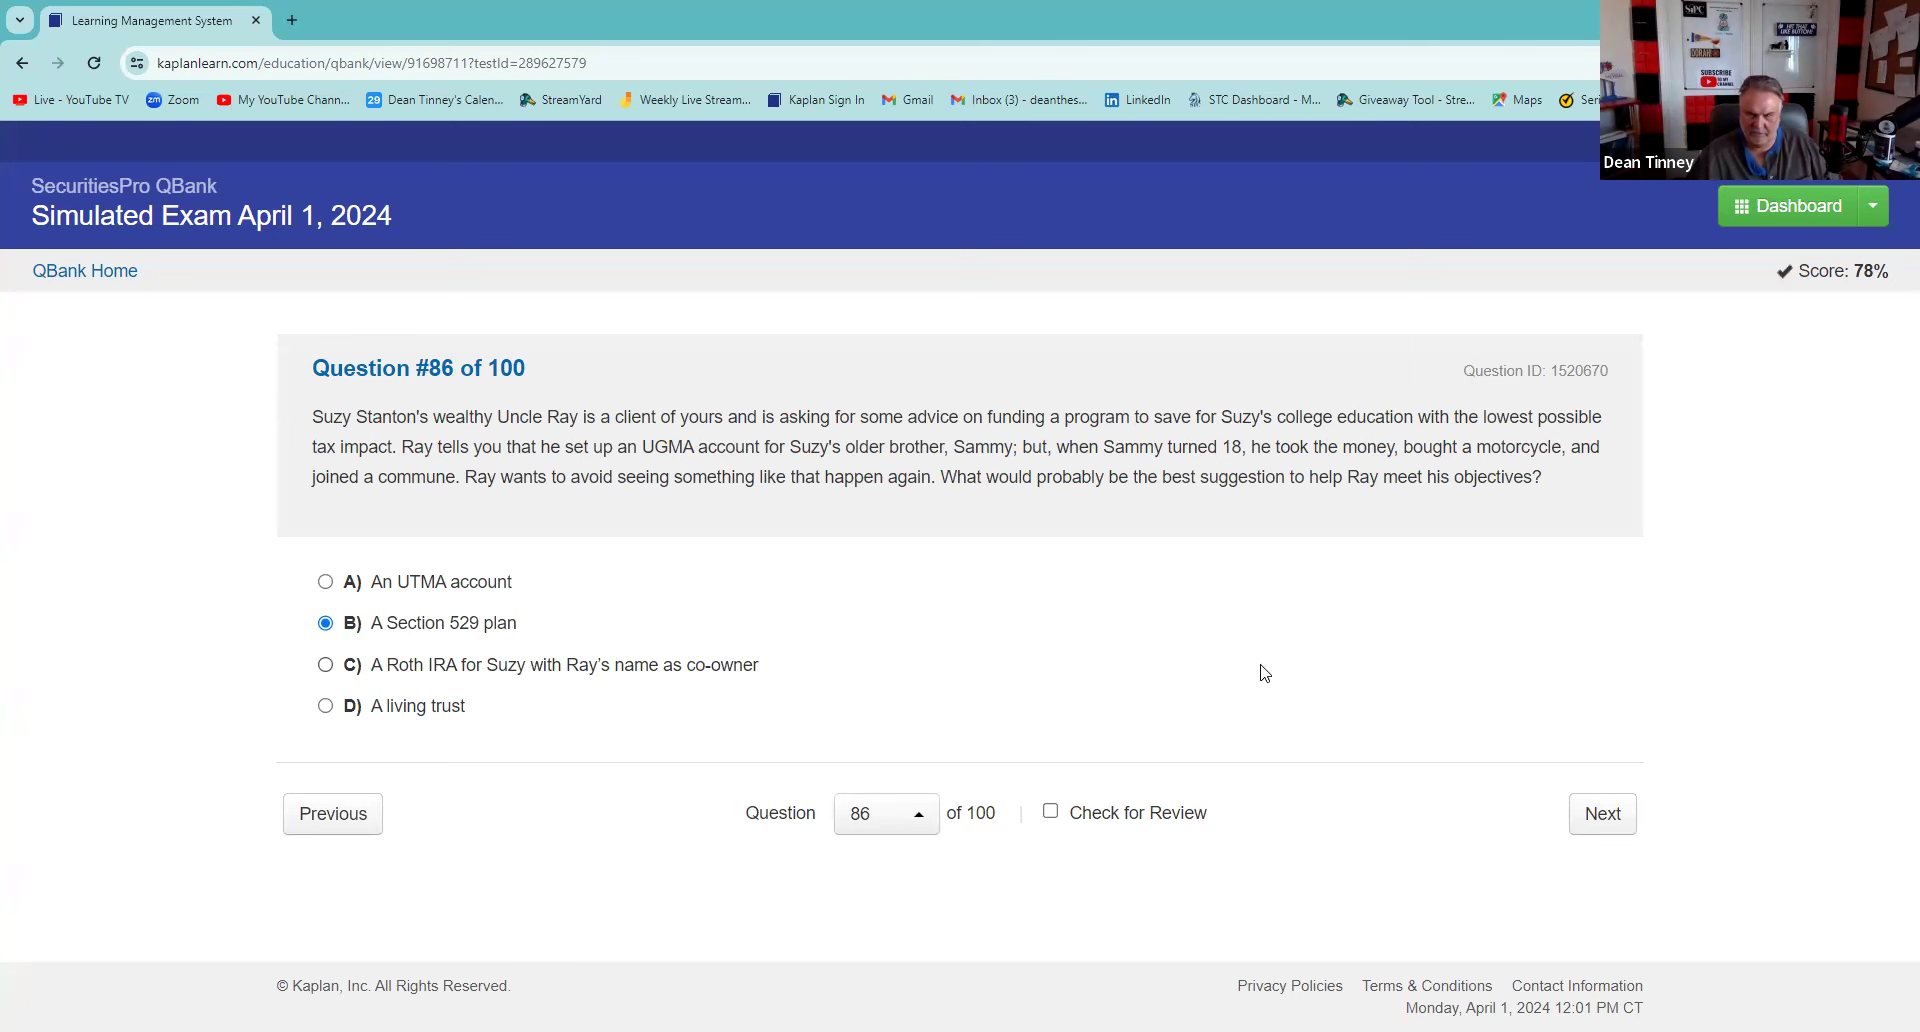 Learning Management System
kaplanlearn.com/education/qbank/view/91698711?testId=289627579
Live - YouTube TV
zm Zoom
My YouTube Chann...
29 Dean Tinney's Calen...
StreamYard
Weekly Live Stream...
Kaplan Sign In
Gmail
Inbox (3) - deanthes...
LinkedIn
STC Dashboard - M...
Giveaway Tool - Stre...
Maps
Seri
SIPC
HIT THAT LIKE BUTTON!
SUBSCRIBE
Dean Tinney
SecuritiesPro QBank
Simulated Exam April 1, 2024
Dashboard
QBank Home
Score: 78%
Question #86 of 100
Question ID: 1520670
Suzy Stanton's wealthy Uncle Ray is a client of yours and is asking for some advice on funding a program to save for Suzy's college education with the lowest possible
tax impact. Ray tells you that he set up an UGMA account for Suzy's older brother, Sammy; but, when Sammy turned 18, he took the money, bought a motorcycle, and
joined a commune. Ray wants to avoid seeing something like that happen again. What would probably be the best suggestion to help Ray meet his objectives?
A) An UTMA account
B) A Section 529 plan
C) A Roth IRA for Suzy with Ray's name as co-owner
D) A living trust
Previous
Question 86 of 100 | Check for Review
Next
© Kaplan, Inc. All Rights Reserved.
Privacy Policies Terms & Conditions Contact Information
Monday, April 1, 2024 12:01 PM CT